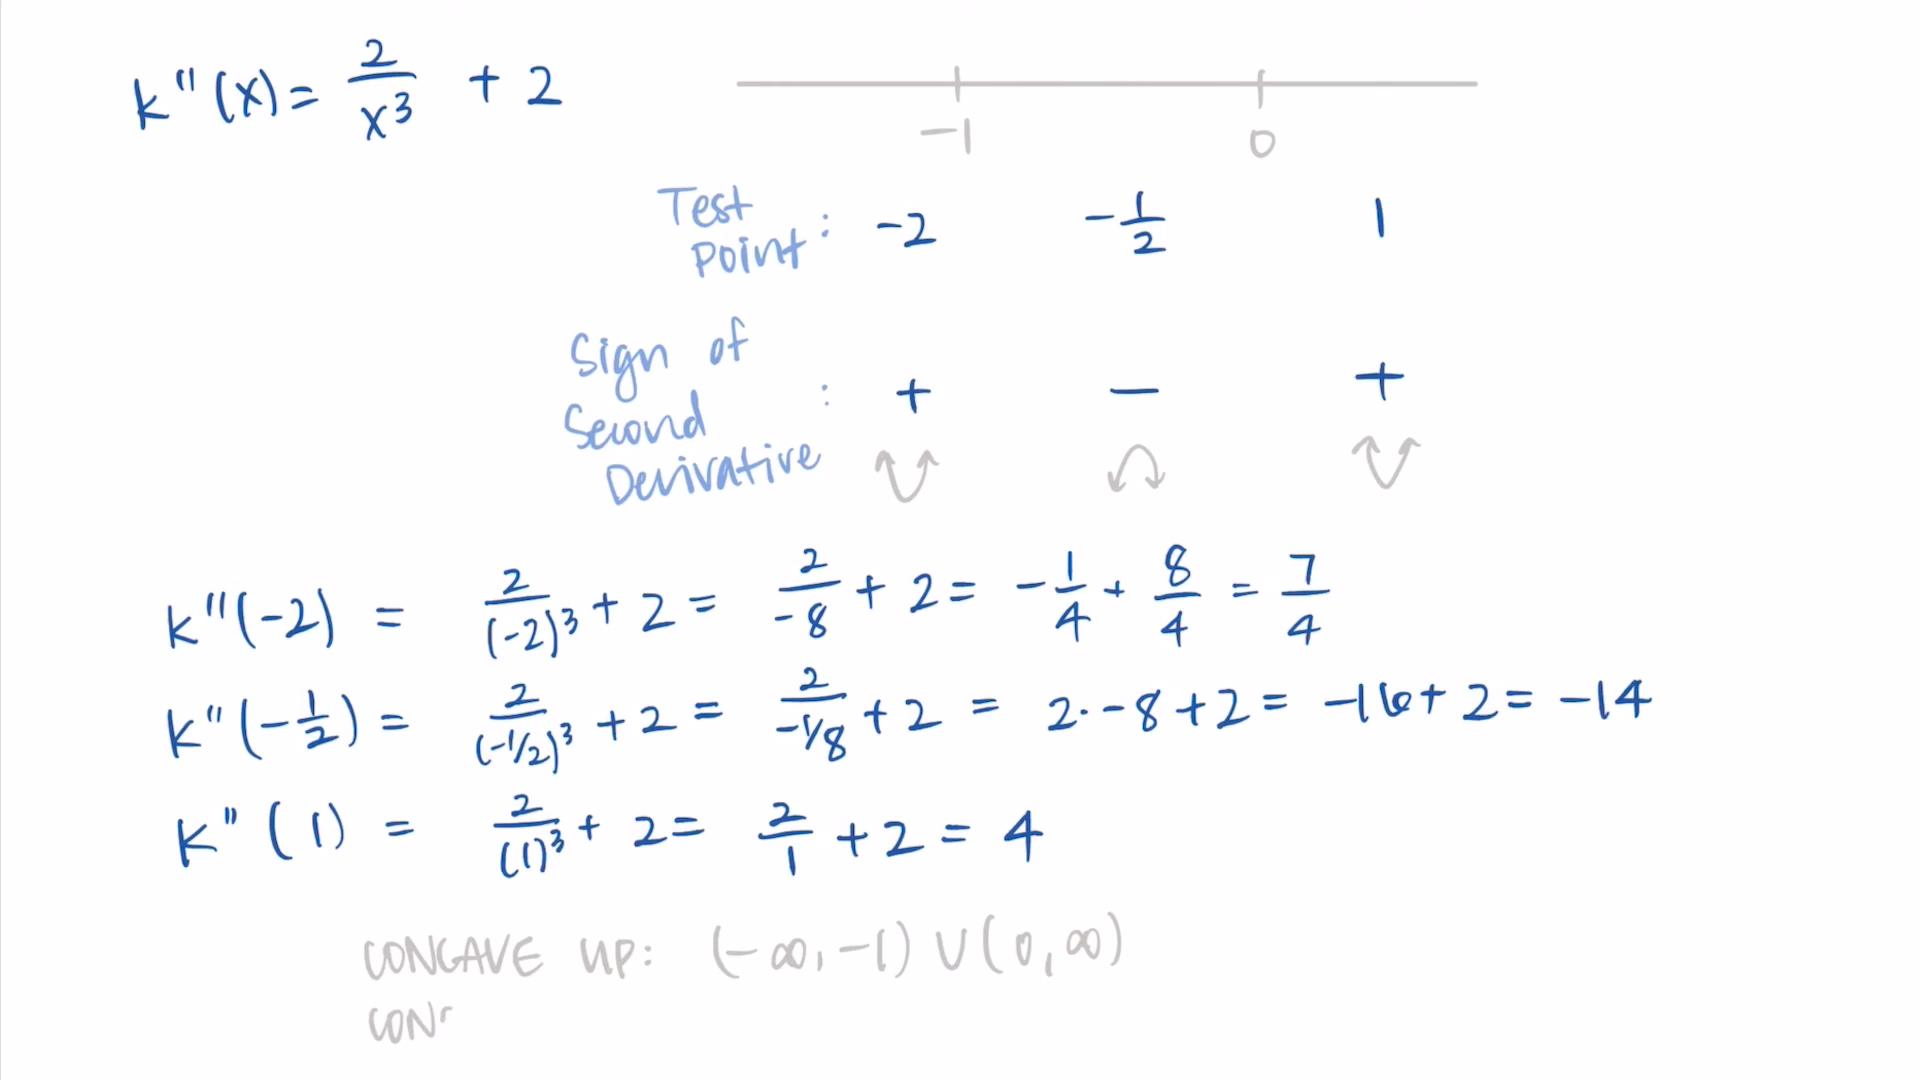 k''(x) = 2/x³ + 2
-1 0
Test Point: -2 -1/2 1
Sign of Second Derivative: + − +
k''(-2) = 2/(-2)³ + 2 = 2/-8 + 2 = -1/4 + 8/4 = 7/4
k''(-1/2) = 2/(-1/2)³ + 2 = 2/-1/8 + 2 = 2·-8+2 = -16+2 = -14
k''(1) = 2/(1)³ + 2 = 2/1 + 2 = 4
CONCAVE UP: (-∞, -1) ∪ (0, ∞)
CON